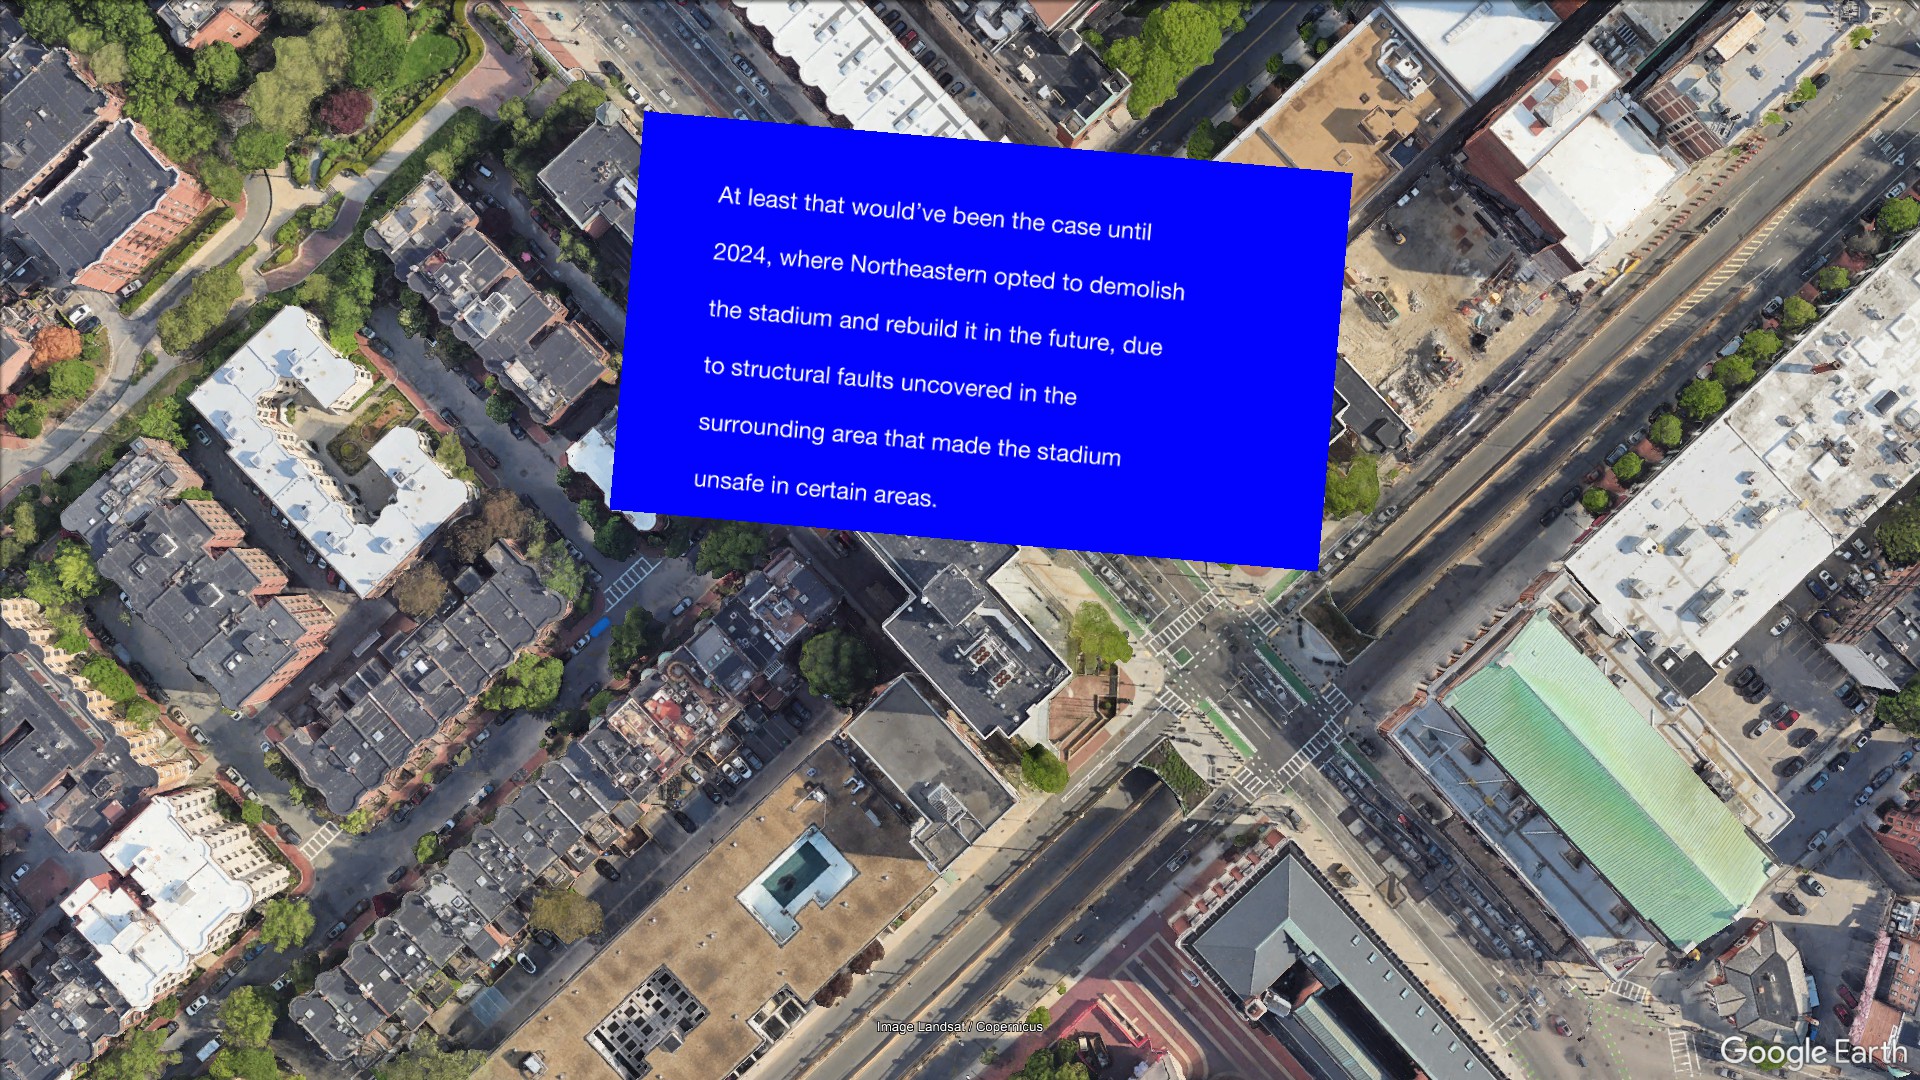 At least that would’ve been the case until
2024, where Northeastern opted to demolish
the stadium and rebuild it in the future, due
to structural faults uncovered in the
surrounding area that made the stadium
unsafe in certain areas.
Image Landsat / Copernicus
Google Earth